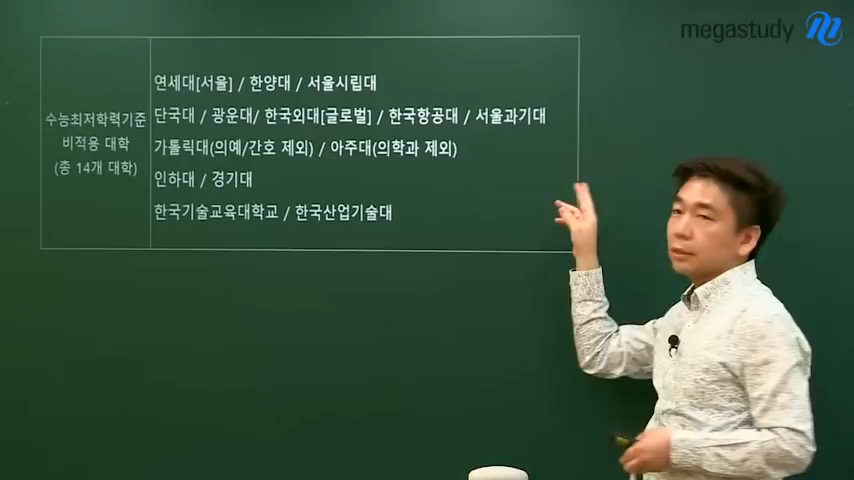 megastudy
수능최저학력기준
비적용 대학
(총 14개 대학)
연세대[서울] / 한양대 / 서울시립대
단국대 / 광운대/ 한국외대[글로벌] / 한국항공대 / 서울과기대
가톨릭대(의예/간호 제외) / 아주대(의학과 제외)
인하대 / 경기대
한국기술교육대학교 / 한국산업기술대